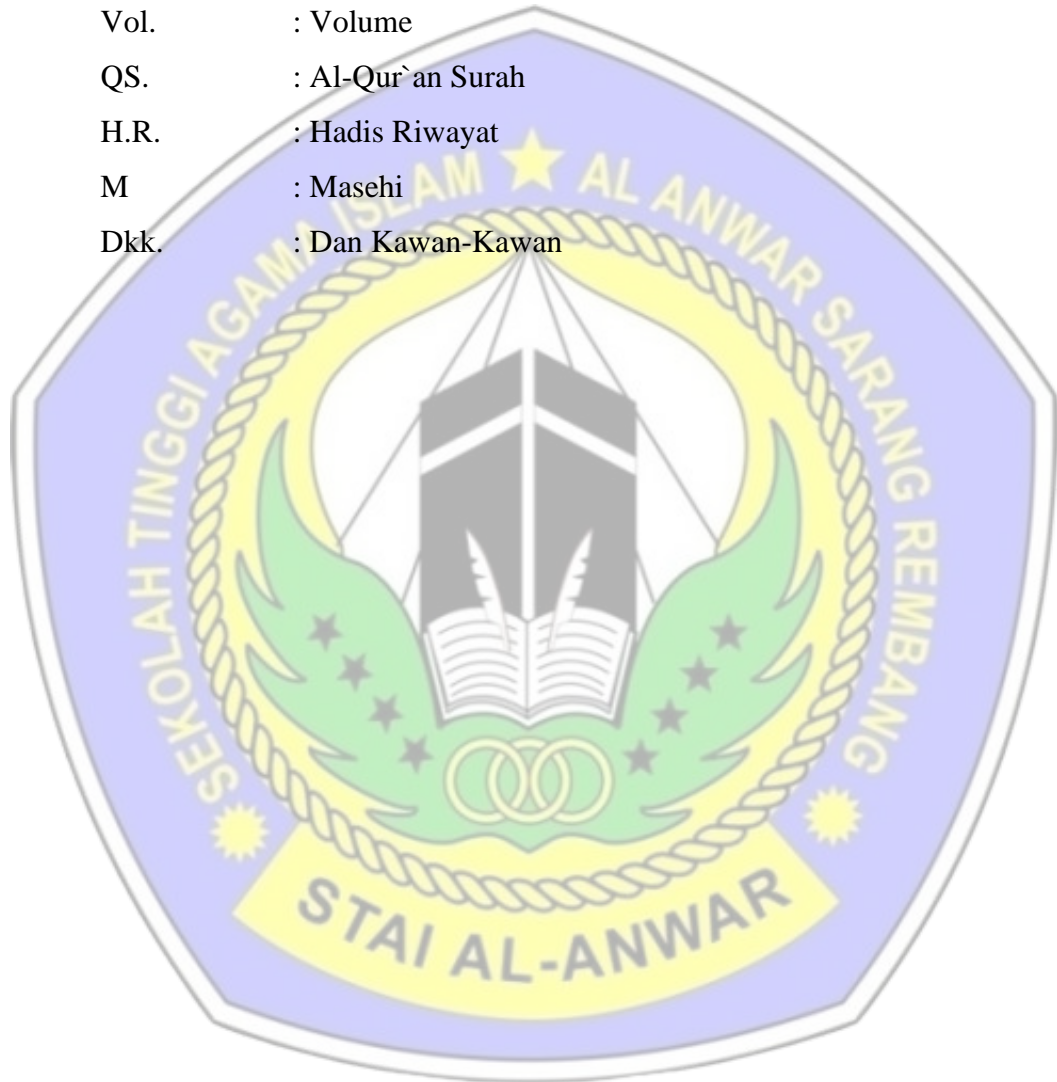 Vol. : Volume
QS. : Al-Qur`an Surah
H.R. : Hadis Riwayat
M : Masehi
Dkk. : Dan Kawan-Kawan
SEKOLAH TINGGI AGAMA ISLAM ★ AL ANWAR SARANG REMBANG
STAI AL-ANWAR